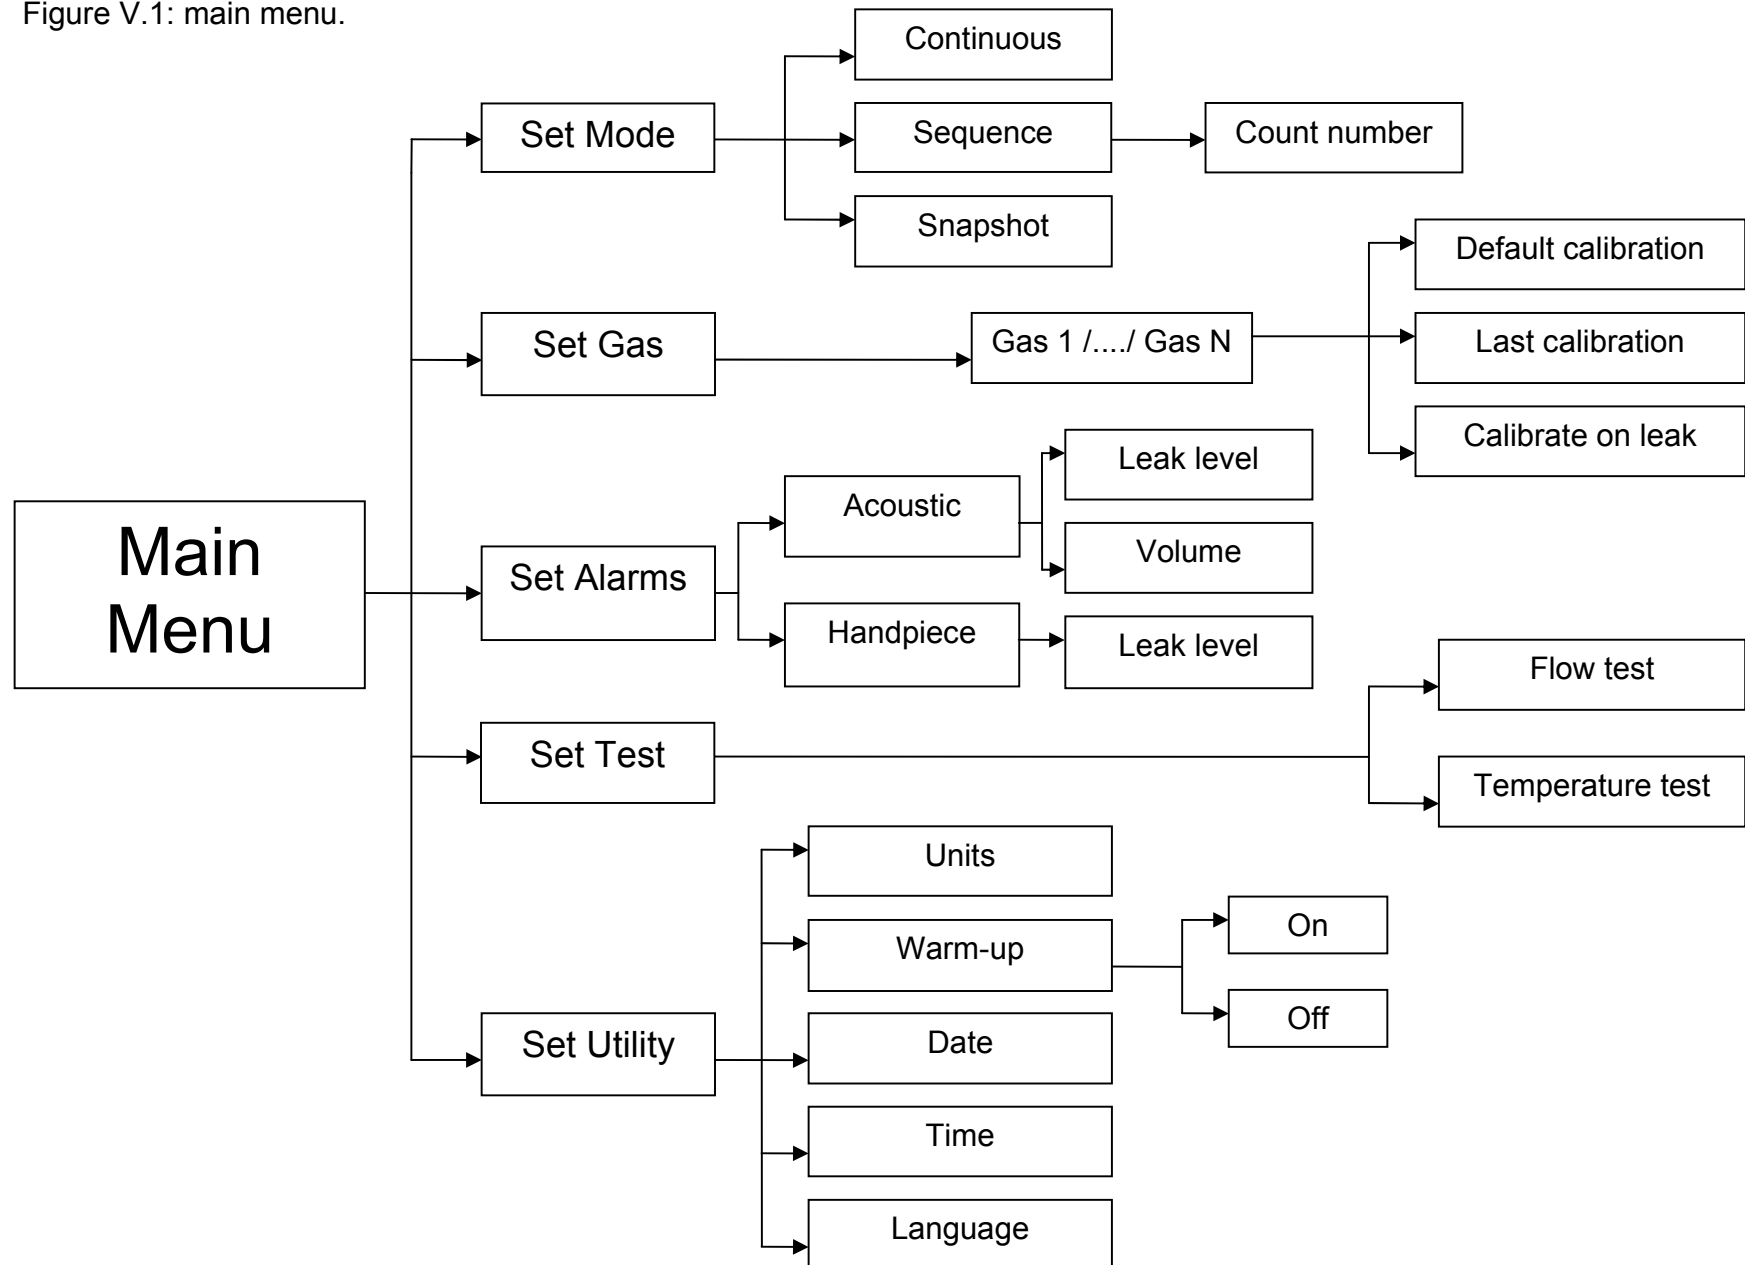 Figure V.1: main menu.
Main
Menu
Set Mode
Continuous
Sequence
Count number
Snapshot
Set Gas
Gas 1 /..../ Gas N
Default calibration
Last calibration
Calibrate on leak
Set Alarms
Acoustic
Leak level
Volume
Handpiece
Leak level
Set Test
Flow test
Temperature test
Set Utility
Units
Warm-up
On
Off
Date
Time
Language